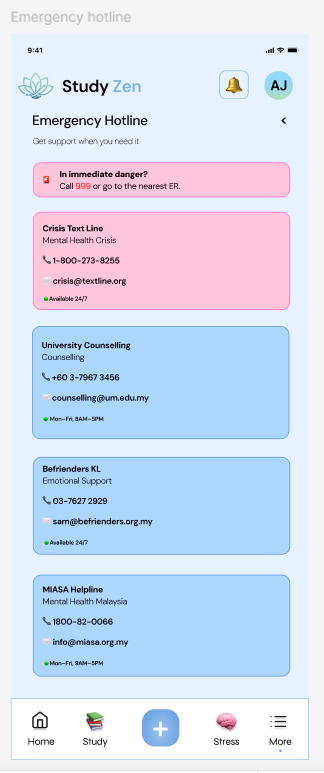 Emergency hotline
9:41
Study Zen
AJ
Emergency Hotline
Get support when you need it
In immediate danger?
Call 999 or go to the nearest ER.
Crisis Text Line
Mental Health Crisis
1-800-273-8255
crisis@textline.org
Available 24/7
University Counselling
Counselling
+60 3-7967 3456
counselling@um.edu.my
Mon-Fri, 8AM-5PM
Befrienders KL
Emotional Support
03-7627 2929
sam@befrienders.org.my
Available 24/7
MIASA Helpline
Mental Health Malaysia
1800-82-0066
info@miasa.org.my
Mon-Fri, 9AM-5PM
Home
Study
Stress
More